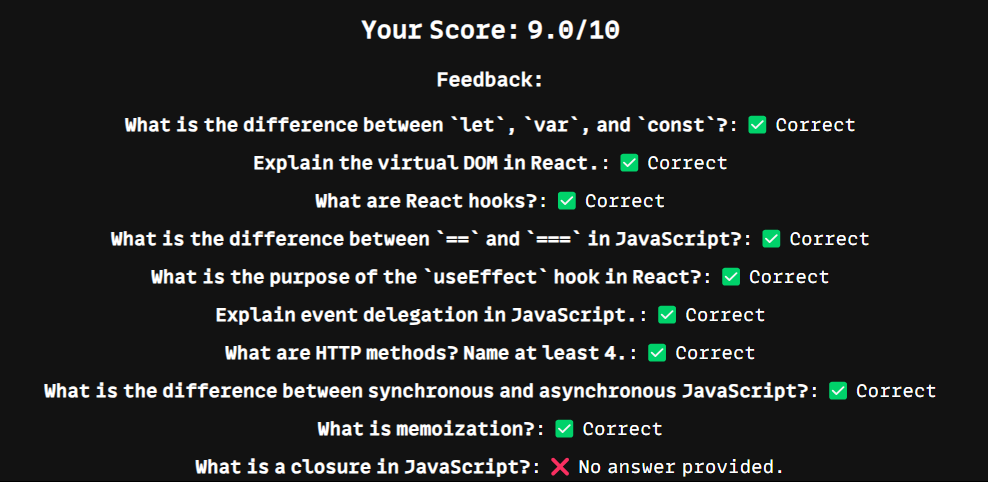 Your Score: 9.0/10
Feedback:
What is the difference between `let`, `var`, and `const`?: ✅ Correct
Explain the virtual DOM in React.: ✅ Correct
What are React hooks?: ✅ Correct
What is the difference between `==` and `===` in JavaScript?: ✅ Correct
What is the purpose of the `useEffect` hook in React?: ✅ Correct
Explain event delegation in JavaScript.: ✅ Correct
What are HTTP methods? Name at least 4.: ✅ Correct
What is the difference between synchronous and asynchronous JavaScript?: ✅ Correct
What is memoization?: ✅ Correct
What is a closure in JavaScript?: ❌ No answer provided.